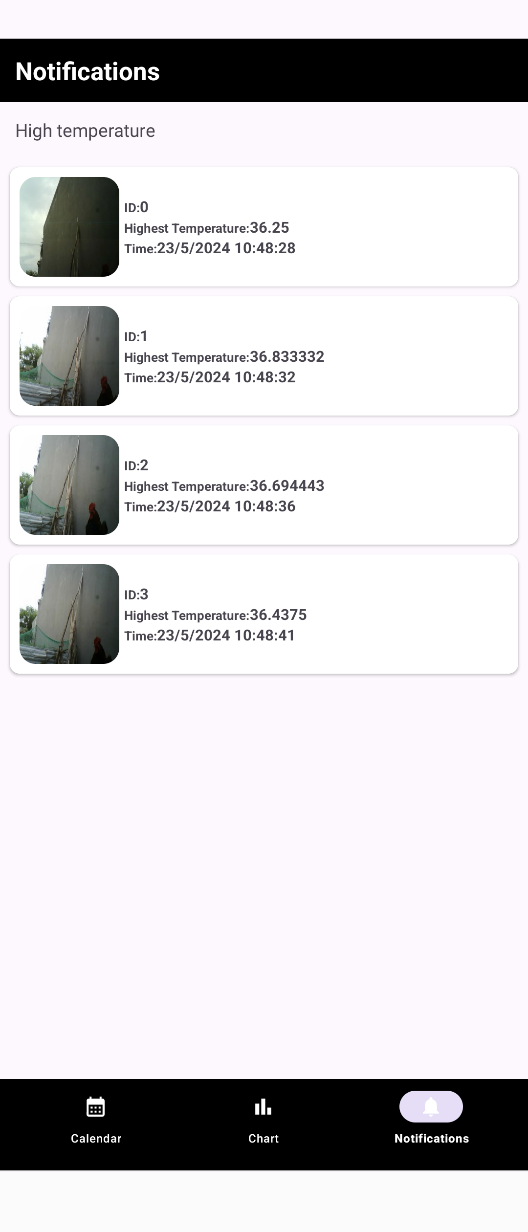 Notifications
High temperature
ID:0
Highest Temperature:36.25
Time:23/5/2024 10:48:28
ID:1
Highest Temperature:36.833332
Time:23/5/2024 10:48:32
ID:2
Highest Temperature:36.694443
Time:23/5/2024 10:48:36
ID:3
Highest Temperature:36.4375
Time:23/5/2024 10:48:41
Calendar
Chart
Notifications